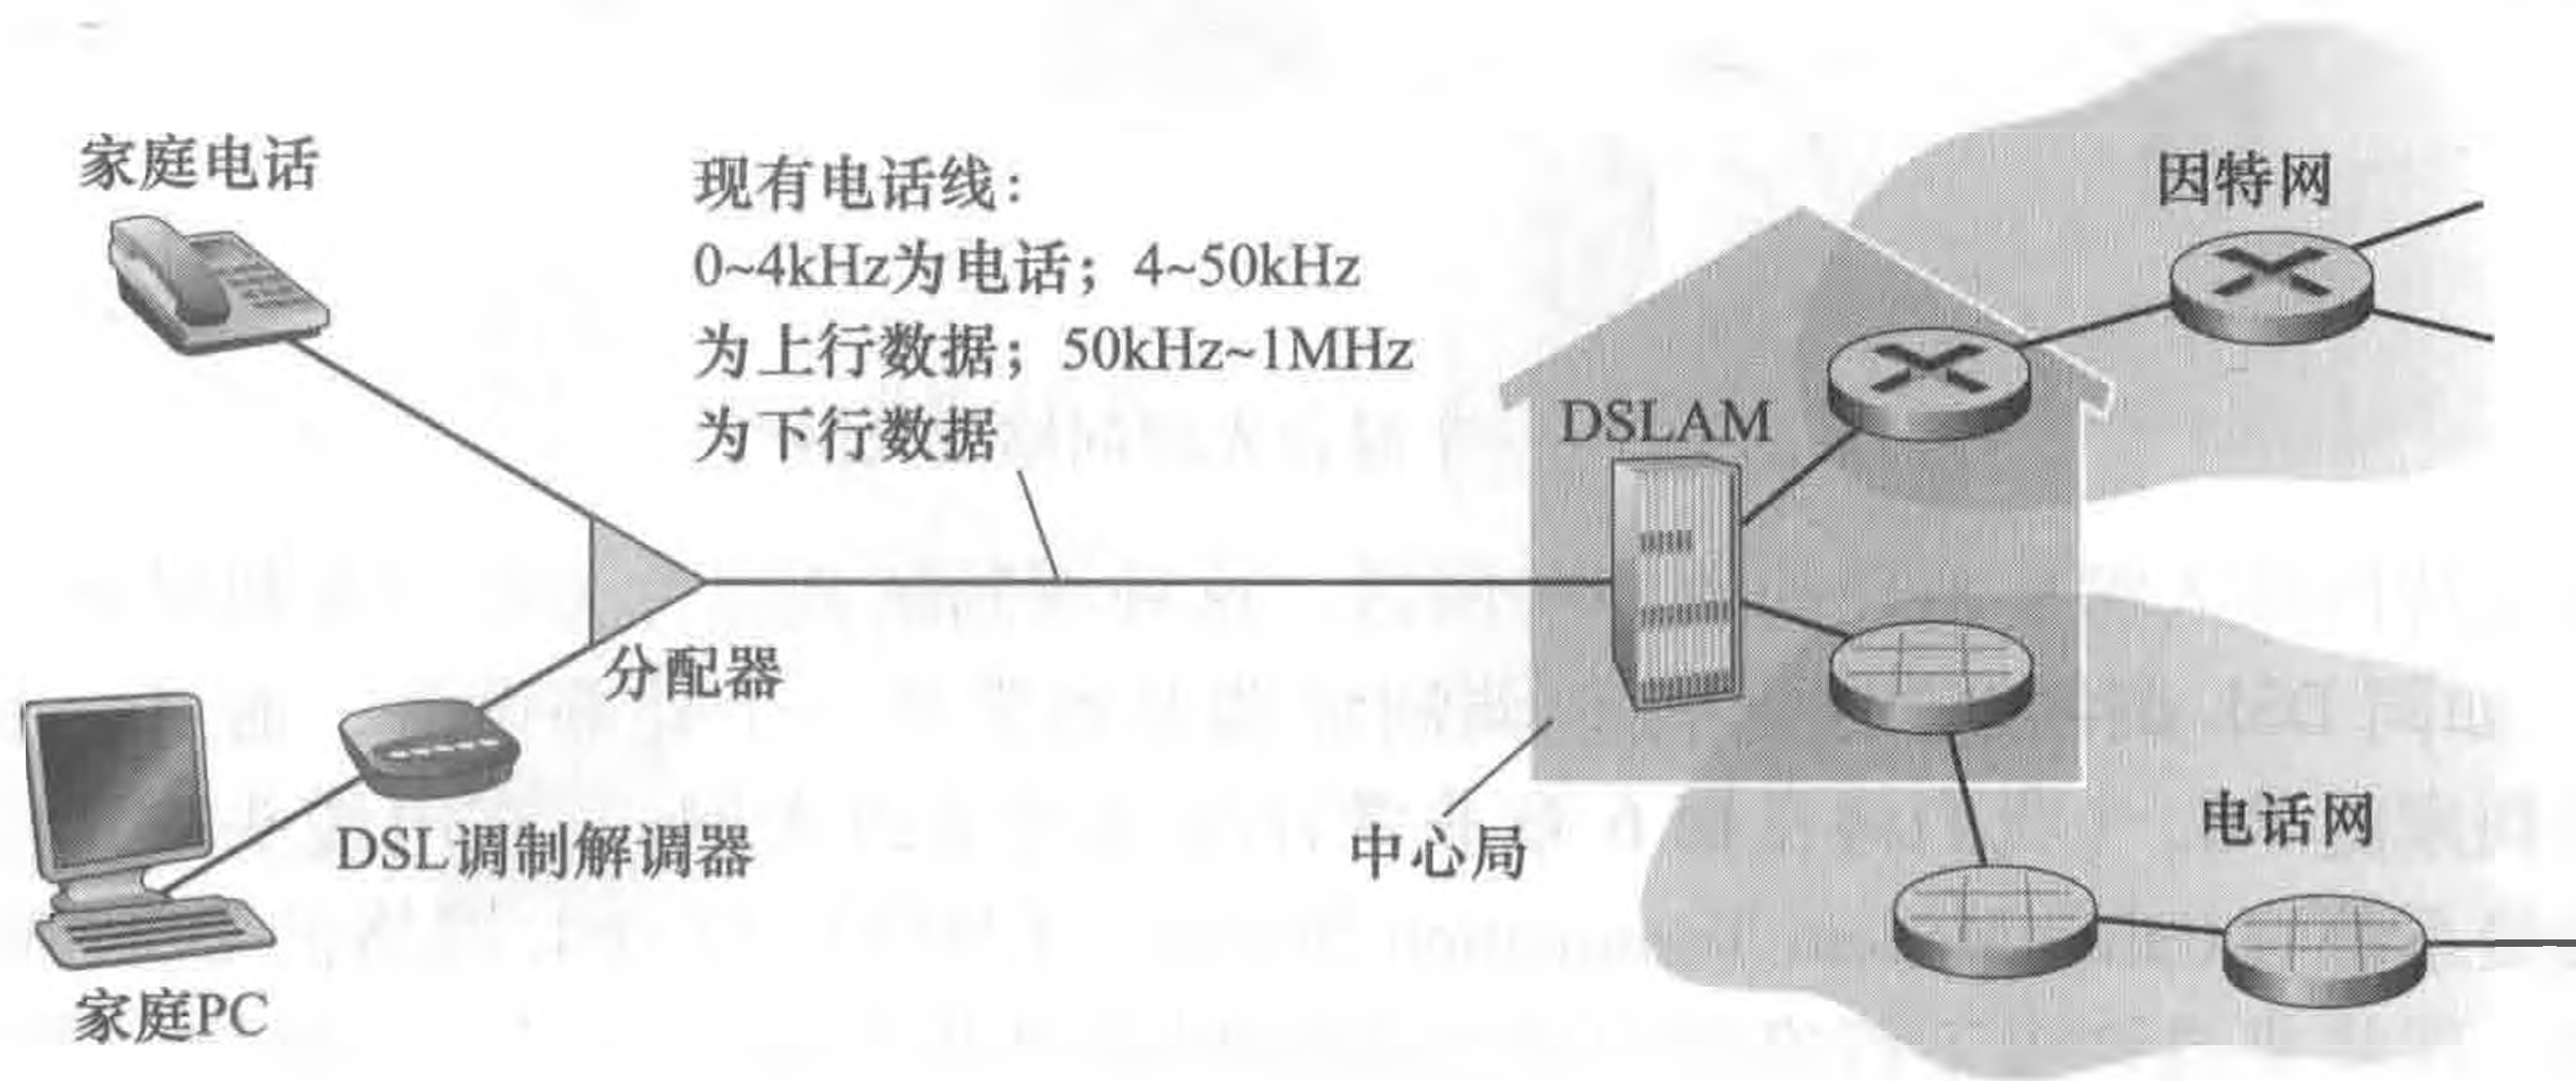 家庭电话
现有电话线：
0~4kHz为电话；4~50kHz
为上行数据；50kHz~1MHz
为下行数据
因特网
DSLAM
分配器
DSL调制解调器
中心局
电话网
家庭PC